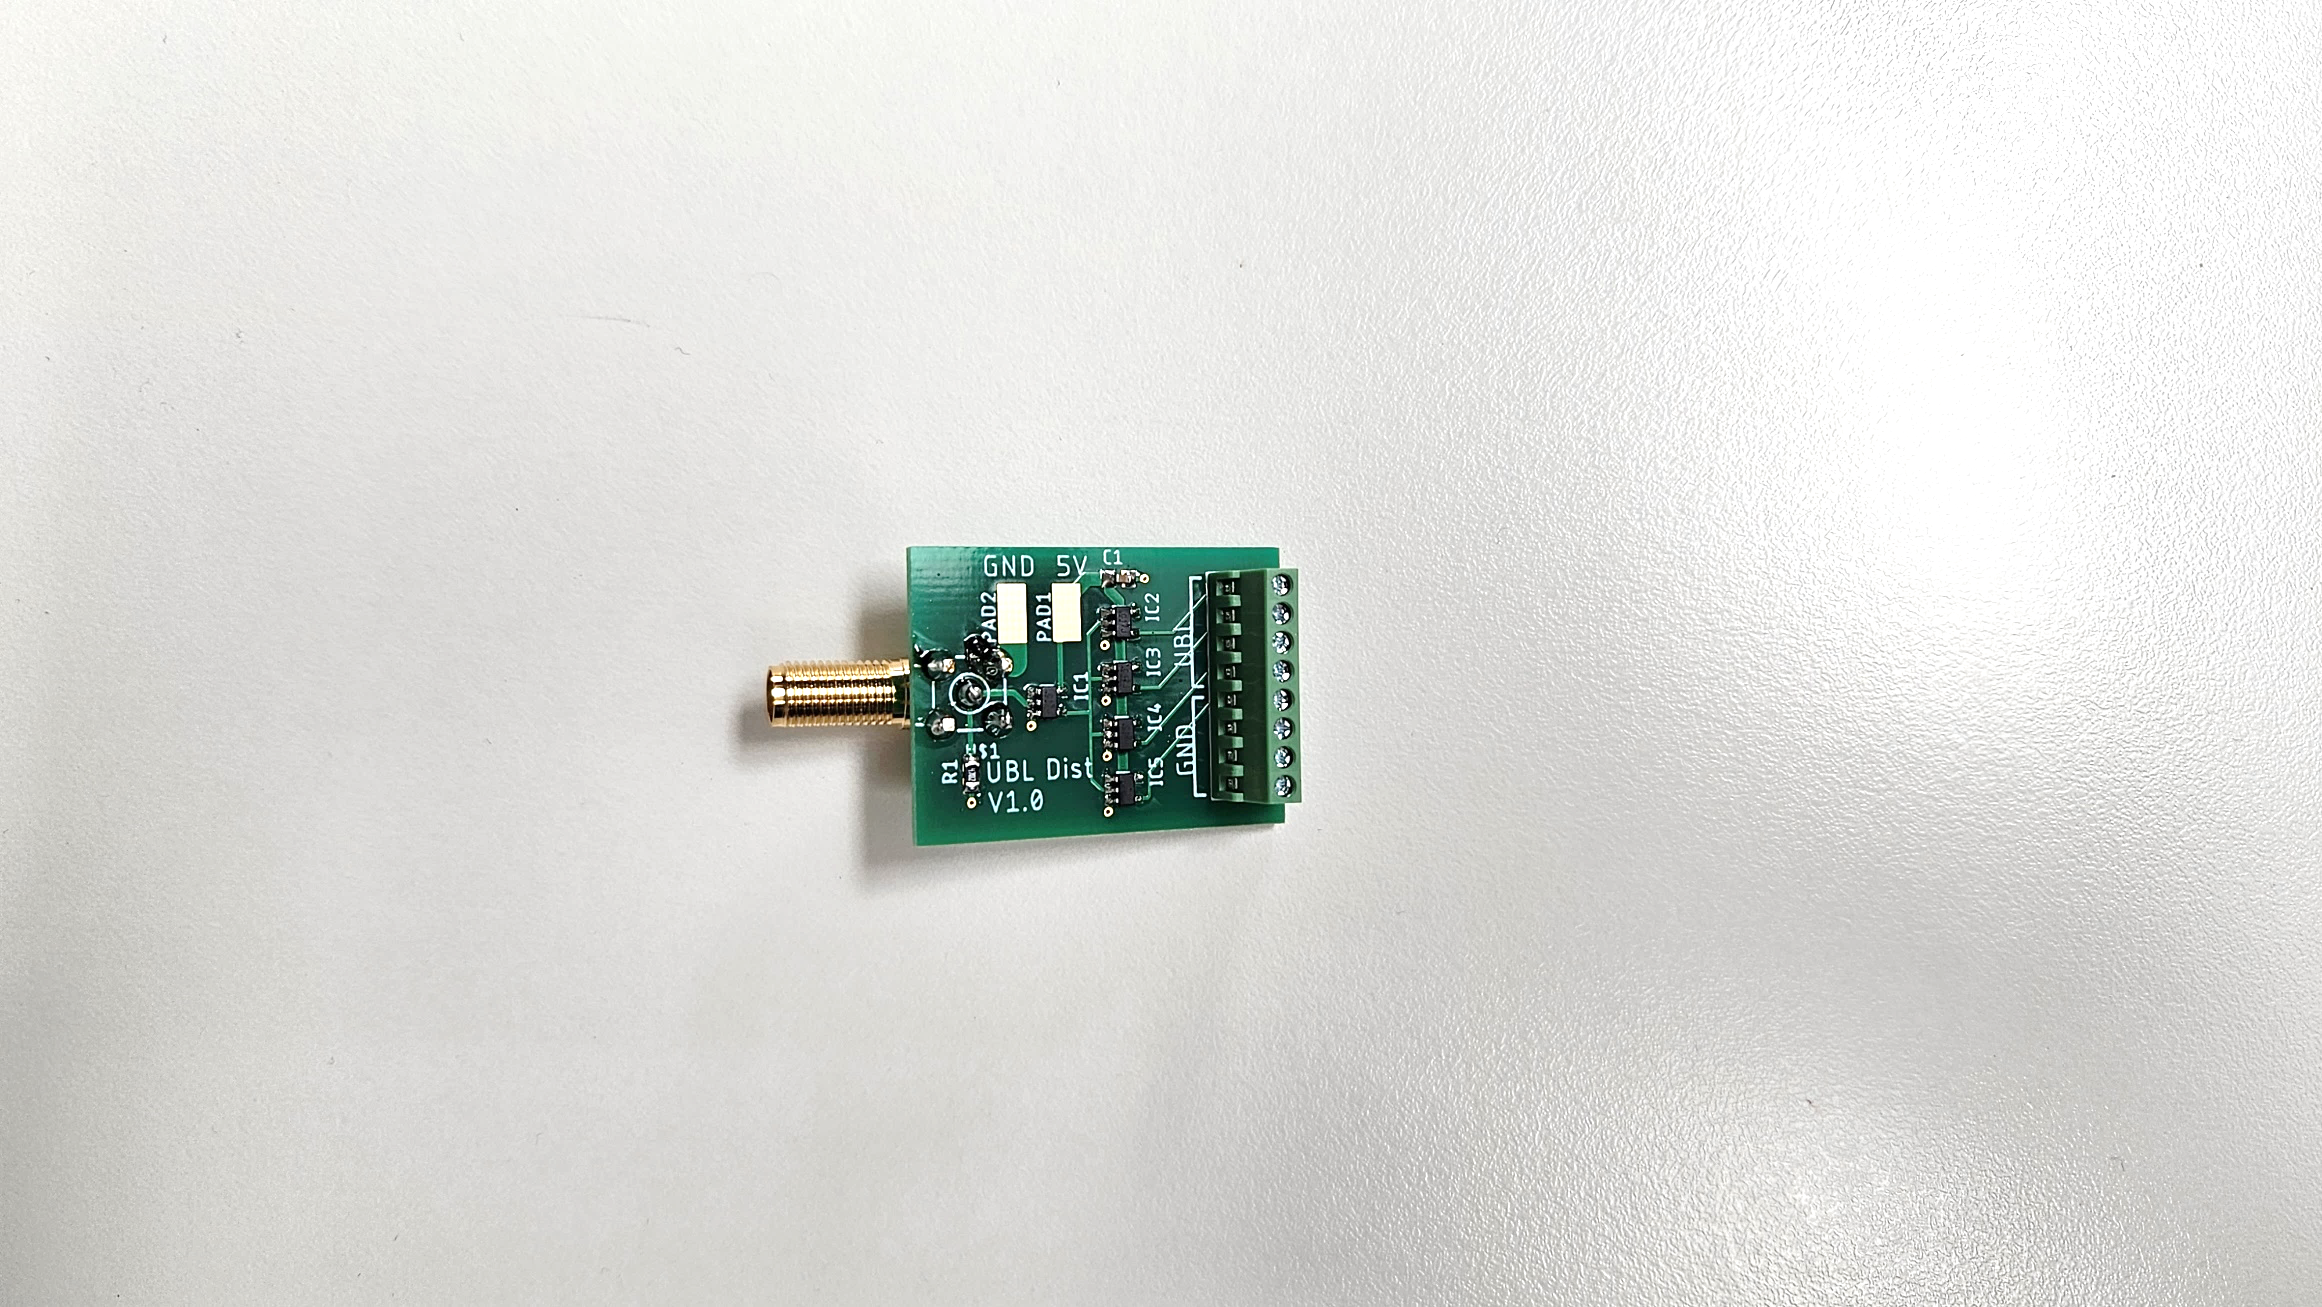 GND 5V C1
PAD2
PAD1
IC2
IC3
IC1
IC4
IC5
UBL
GND
R1
UBL Dist
V1.0